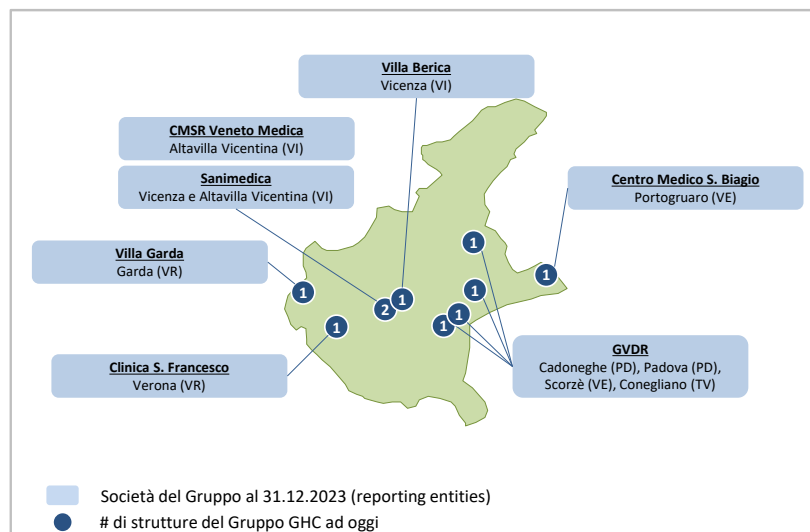 Villa Berica
Vicenza (VI)
CMSR Veneto Medica
Altavilla Vicentina (VI)
Sanimedica
Vicenza e Altavilla Vicentina (VI)
Centro Medico S. Biagio
Portogruaro (VE)
Villa Garda
Garda (VR)
1
1
1
1
2
1
1
1
1
Clinica S. Francesco
Verona (VR)
GVDR
Cadoneghe (PD), Padova (PD),
Scorzè (VE), Conegliano (TV)
Società del Gruppo al 31.12.2023 (reporting entities)
# di strutture del Gruppo GHC ad oggi